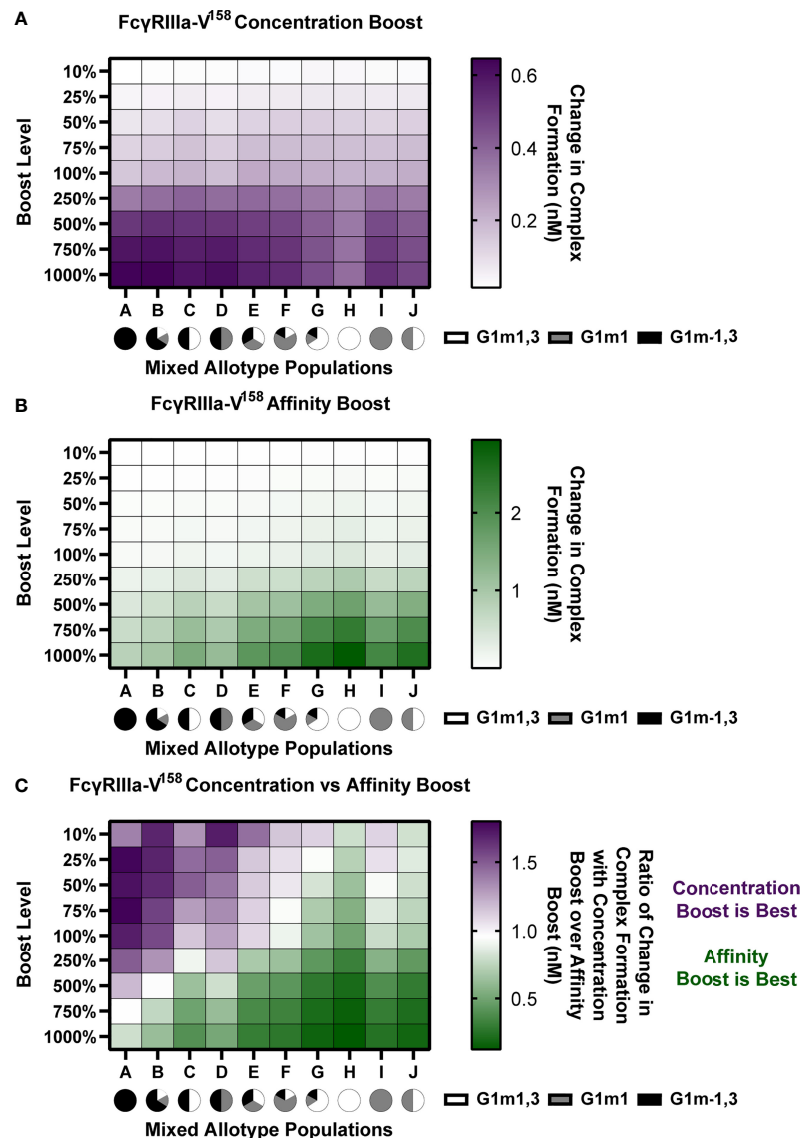 A
FcγRIIIa-V158 Concentration Boost
10%
25%
50%
75%
100%
250%
500%
750%
1000%
Boost Level
A B C D E F G H I J
Mixed Allotype Populations
0.6
0.4
0.2
Change in Complex
Formation (nM)
G1m1,3 G1m1 G1m-1,3
B
FcγRIIIa-V158 Affinity Boost
10%
25%
50%
75%
100%
250%
500%
750%
1000%
Boost Level
A B C D E F G H I J
Mixed Allotype Populations
2
1
Change in Complex
Formation (nM)
G1m1,3 G1m1 G1m-1,3
C
FcγRIIIa-V158 Concentration vs Affinity Boost
10%
25%
50%
75%
100%
250%
500%
750%
1000%
Boost Level
A B C D E F G H I J
Mixed Allotype Populations
1.5
1.0
0.5
Ratio of Change in
Complex Formation
with Concentration
Boost over Affinity
Boost (nM)
Concentration
Boost is Best
Affinity
Boost is Best
G1m1,3 G1m1 G1m-1,3